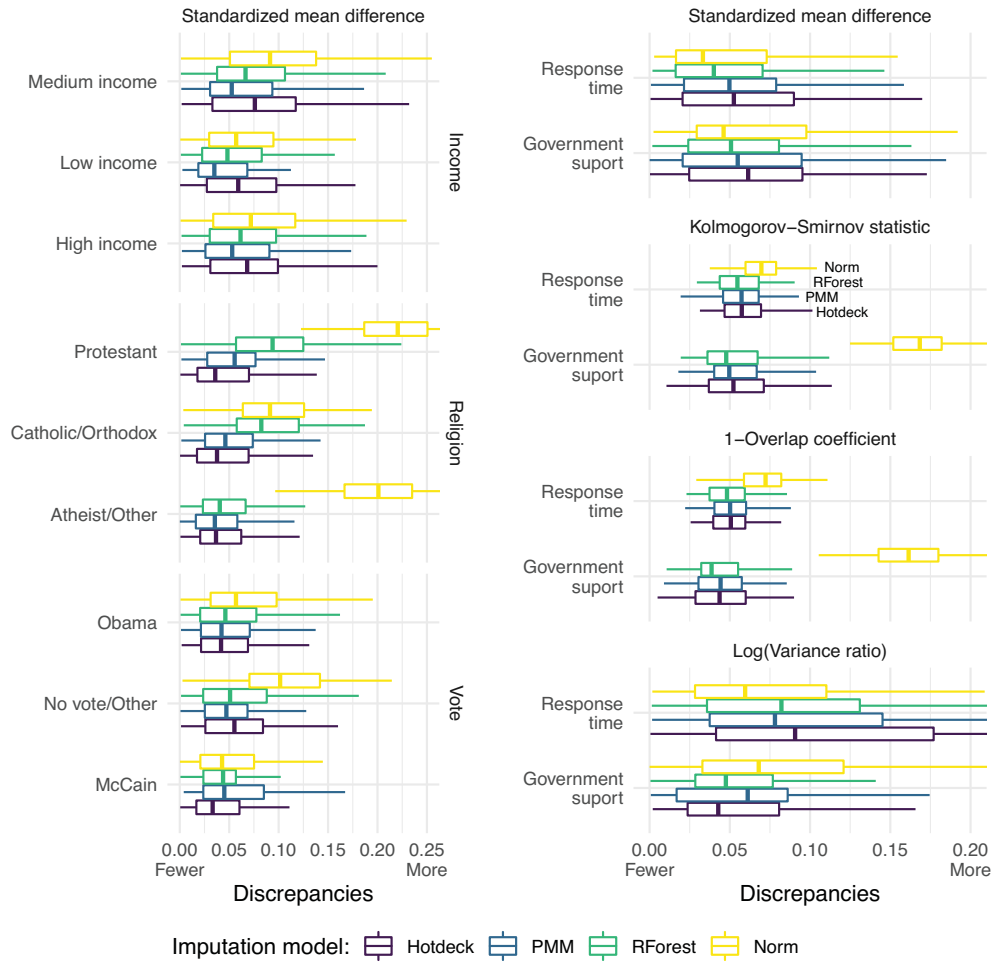 Standardized mean difference
Medium income
Low income
High income
Income
Protestant
Catholic/Orthodox
Atheist/Other
Religion
Obama
No vote/Other
McCain
Vote
0.00 0.05 0.10 0.15 0.20 0.25
Fewer More
Discrepancies
Standardized mean difference
Response
time
Government
suport
Kolmogorov−Smirnov statistic
Response
time
Norm
RForest
PMM
Hotdeck
Government
suport
1−Overlap coefficient
Response
time
Government
suport
Log(Variance ratio)
Response
time
Government
suport
0.00 0.05 0.10 0.15 0.20
Fewer More
Discrepancies
Imputation model: Hotdeck PMM RForest Norm